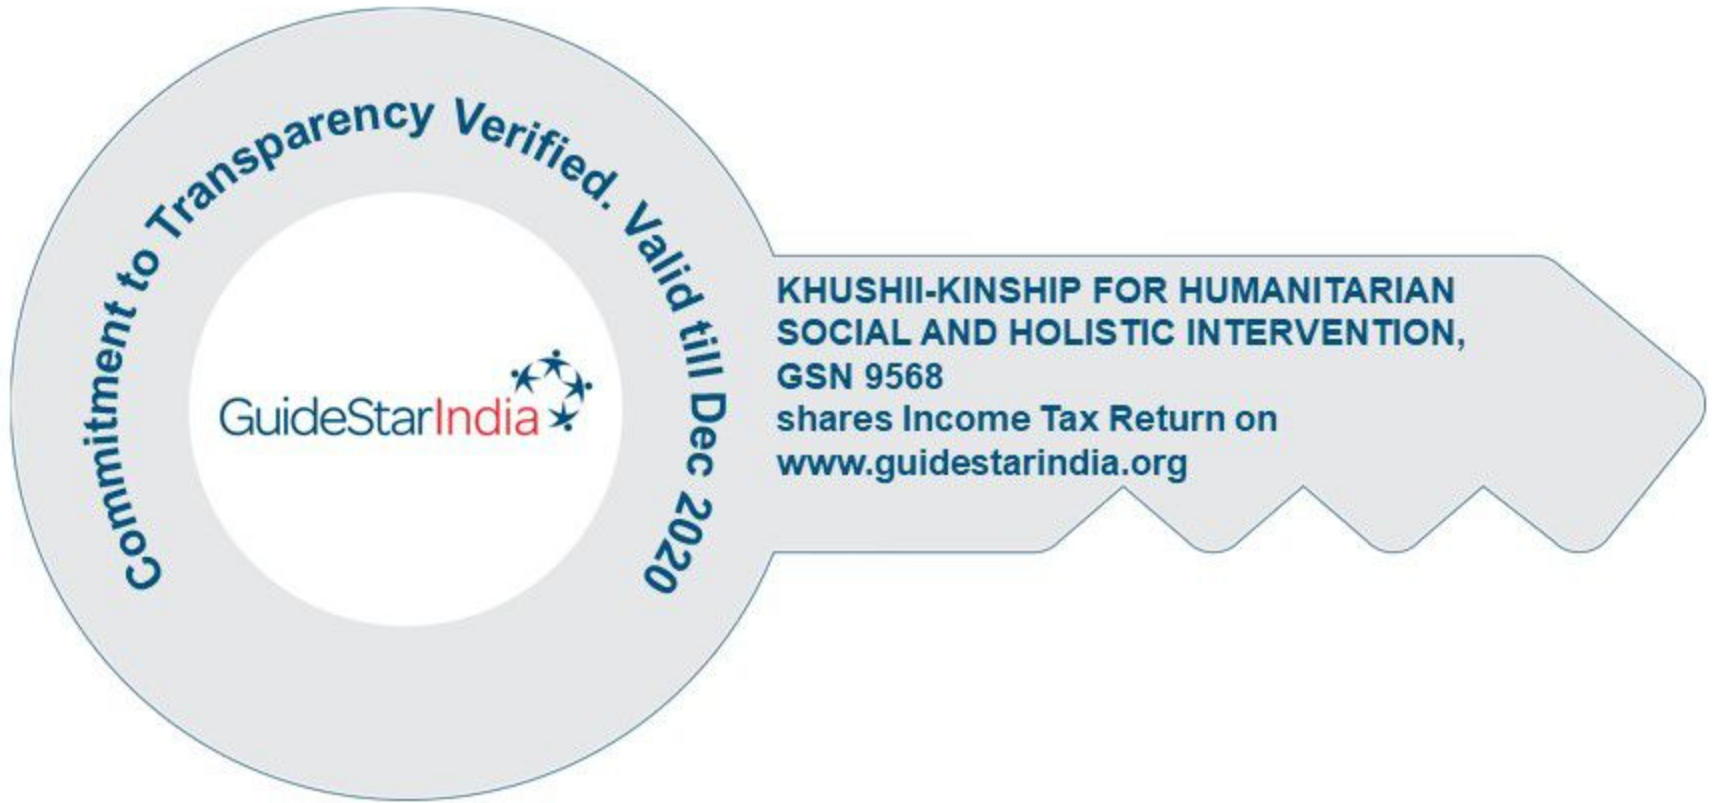 Commitment to Transparency Verified. Valid till Dec 2020
GuideStarIndia
KHUSHII-KINSHIP FOR HUMANITARIAN
SOCIAL AND HOLISTIC INTERVENTION,
GSN 9568
shares Income Tax Return on
www.guidestarindia.org